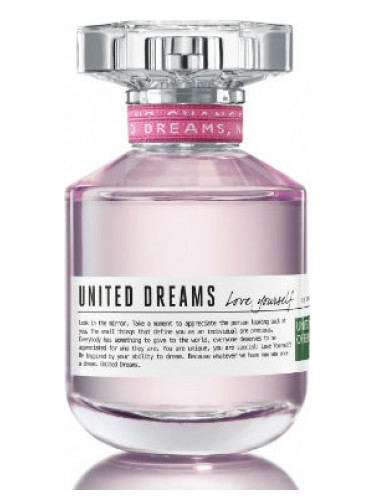 D DREAMS, N
UNITED DREAMS Love yourself
Look in the mirror. Take a moment to appreciate the person looking back at
you. The small things that define you as an individual are precious.
Everybody has something to give to the world, everyone deserves to be
appreciated for who they are. You are unique, you are special: Love Yourself!
Be inspired by your ability to dream. Because whatever we have now was once
a dream. United Dreams.
UNITED